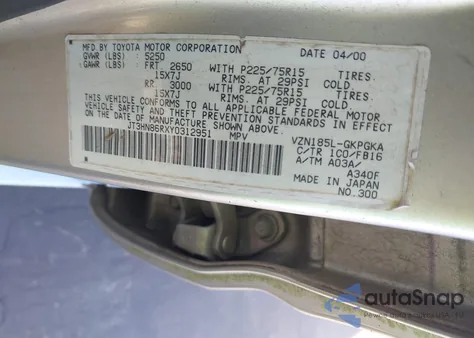 MFD BY TOYOTA MOTOR CORPORATION DATE 04/00
GVWR (LBS) 5250
GAWR (LBS) FRT. 2650 WITH P225/75R15 TIRES.
15X7J RIMS. AT 29PSI COLD.
RR. 3000 WITH P225/75R15 TIRES.
15X7J RIMS. AT 29PSI COLD.
THIS VEHICLE CONFORMS TO ALL APPLICABLE FEDERAL MOTOR
VEHICLE SAFETY AND THEFT PREVENTION STANDARDS
IN EFFECT ON THE DATE OF MANUFACTURE SHOWN ABOVE.
JT3HN86RXY0312951 MPV VZN185L-GKPGKA
C/TR 1C0/FB16
A/TM A03A/
A340F
MADE IN JAPAN
NO.300
autoSnap